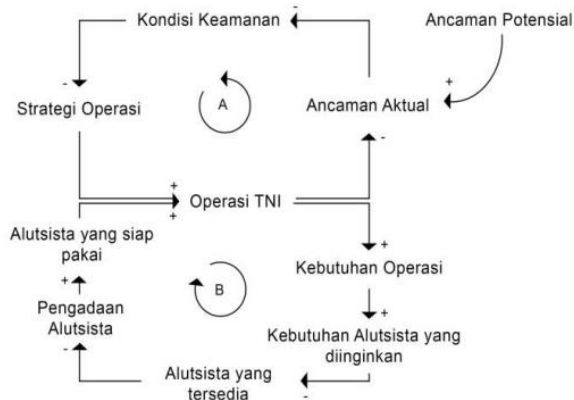 Kondisi Keamanan
-
Ancaman Potensial
-
+
Strategi Operasi
A
Ancaman Aktual
-
+
Operasi TNI
+
Alutsista yang siap
pakai
+
Kebutuhan Operasi
B
+
Pengadaan
Alutsista
+
Kebutuhan Alutsista yang
diinginkan
-
Alutsista yang
tersedia
-